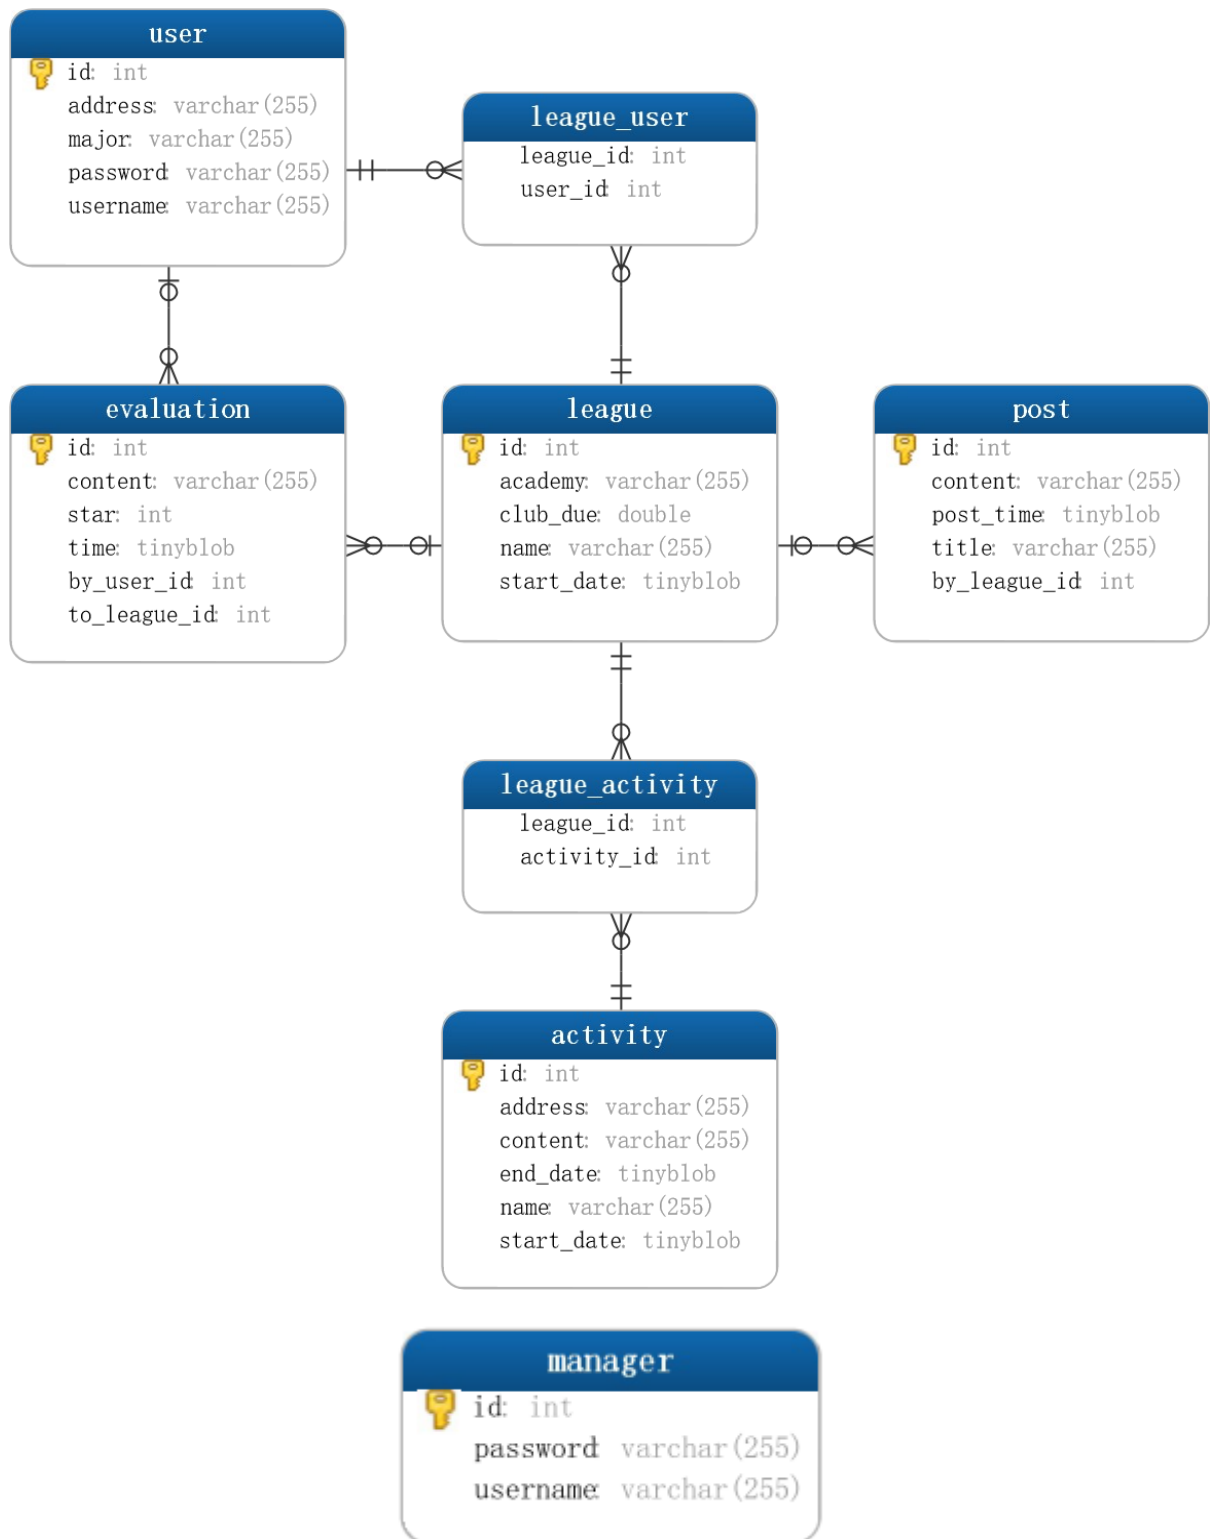 user
id: int
address: varchar(255)
major: varchar(255)
password: varchar(255)
username: varchar(255)
league_user
league_id: int
user_id: int
evaluation
id: int
content: varchar(255)
star: int
time: tinyblob
by_user_id: int
to_league_id: int
league
id: int
academy: varchar(255)
club_due: double
name: varchar(255)
start_date: tinyblob
post
id: int
content: varchar(255)
post_time: tinyblob
title: varchar(255)
by_league_id: int
league_activity
league_id: int
activity_id: int
activity
id: int
address: varchar(255)
content: varchar(255)
end_date: tinyblob
name: varchar(255)
start_date: tinyblob
manager
id: int
password: varchar(255)
username: varchar(255)